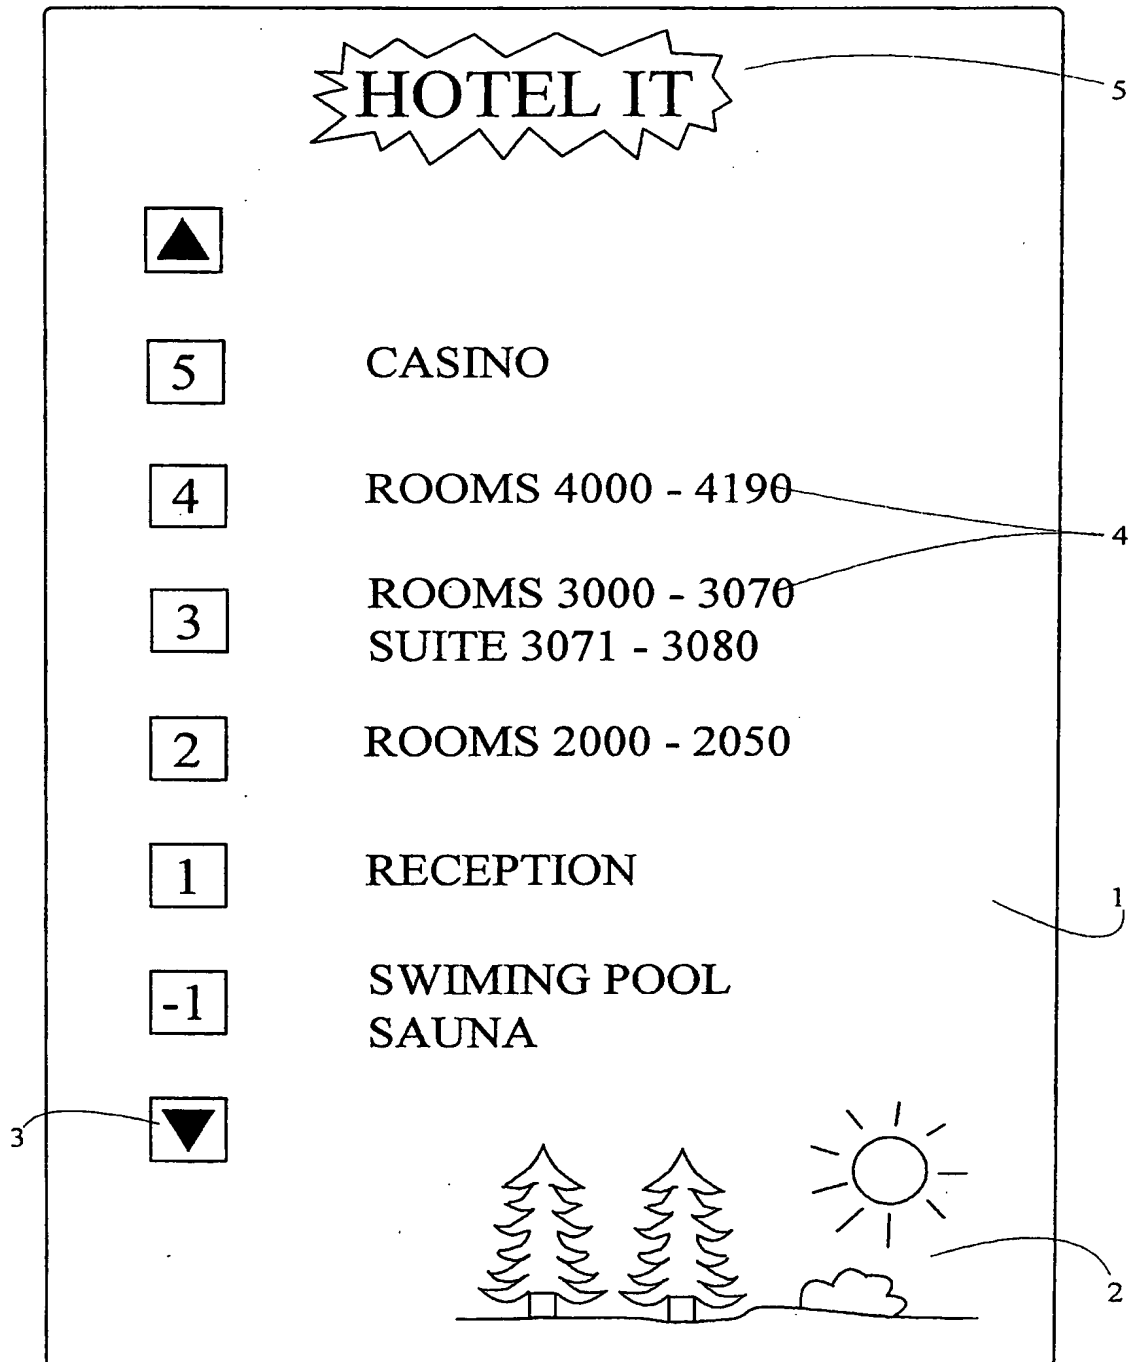 HOTEL IT
5
▲
5 CASINO
4 ROOMS 4000 - 4190
4
3 ROOMS 3000 - 3070
SUITE 3071 - 3080
2 ROOMS 2000 - 2050
1 RECEPTION
1
-1 SWIMING POOL
SAUNA
3
▼
2